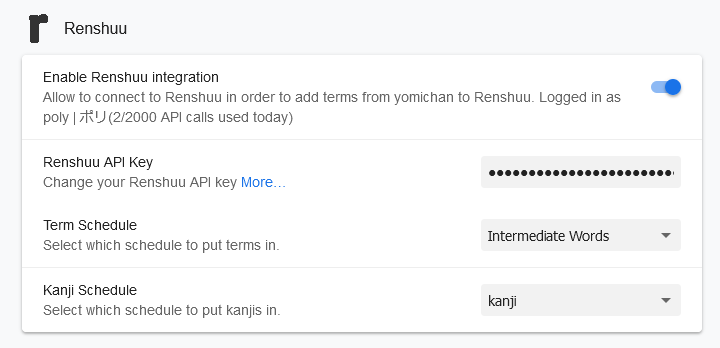 Renshuu
Enable Renshuu integration
Allow to connect to Renshuu in order to add terms from yomichan to Renshuu. Logged in as
poly | ポリ(2/2000 API calls used today)
Renshuu API Key
Change your Renshuu API key More…
Term Schedule
Select which schedule to put terms in.
Intermediate Words
Kanji Schedule
Select which schedule to put kanjis in.
kanji